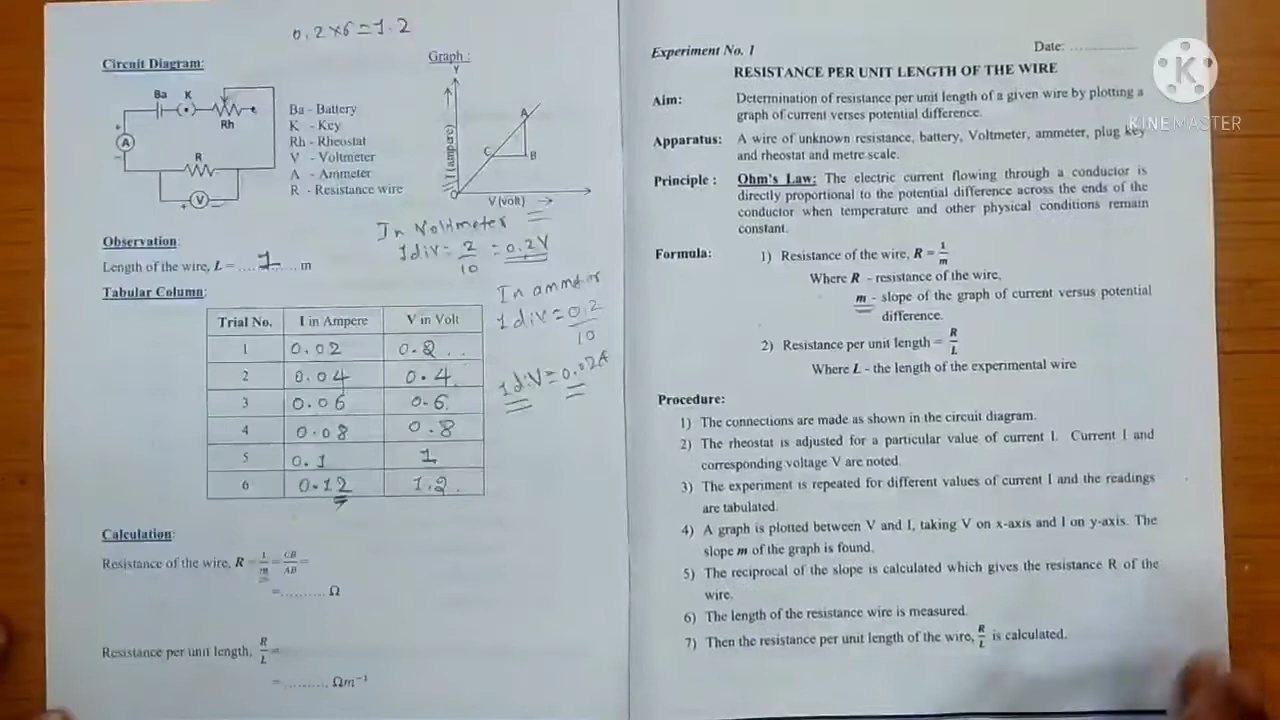 0.2×6=1.2
Circuit Diagram:
Ba K
Rh
A
R
V
+
−
+
−
Ba - Battery
K - Key
Rh - Rheostat
V - Voltmeter
A - Ammeter
R - Resistance wire
Graph :
Y
I (ampere)
A
C
B
O
V(volt)
In Voltmeter
1div = 2/10 = 0.2V
Observation:
Length of the wire, L = .... 1 ...... m
Tabular Column:
Trial No. I in Ampere V in Volt
1 0.02 0.2
2 0.04 0.4
3 0.06 0.6
4 0.08 0.8
5 0.1 1
6 0.12 1.2
In ammeter
1div = 0.2/10
1div = 0.02A
Calculation:
Resistance of the wire, R = 1/m = CB/AB =
=.......... Ω
Resistance per unit length, R/L =
=.......... Ωm⁻¹
Experiment No. 1 Date: ................
RESISTANCE PER UNIT LENGTH OF THE WIRE
Aim: Determination of resistance per unit length of a given wire by plotting a
graph of current verses potential difference.
Apparatus: A wire of unknown resistance, battery, Voltmeter, ammeter, plug key
and rheostat and metre scale.
Principle : Ohm's Law: The electric current flowing through a conductor is
directly proportional to the potential difference across the ends of the
conductor when temperature and other physical conditions remain
constant.
Formula: 1) Resistance of the wire, R = 1/m
Where R - resistance of the wire,
m - slope of the graph of current versus potential
difference.
2) Resistance per unit length = R/L
Where L - the length of the experimental wire
Procedure:
1) The connections are made as shown in the circuit diagram.
2) The rheostat is adjusted for a particular value of current I. Current I and
corresponding voltage V are noted.
3) The experiment is repeated for different values of current I and the readings
are tabulated.
4) A graph is plotted between V and I, taking V on x-axis and I on y-axis. The
slope m of the graph is found.
5) The reciprocal of the slope is calculated which gives the resistance R of the
wire.
6) The length of the resistance wire is measured.
7) Then the resistance per unit length of the wire, R/L is calculated.
K
KINEMASTER